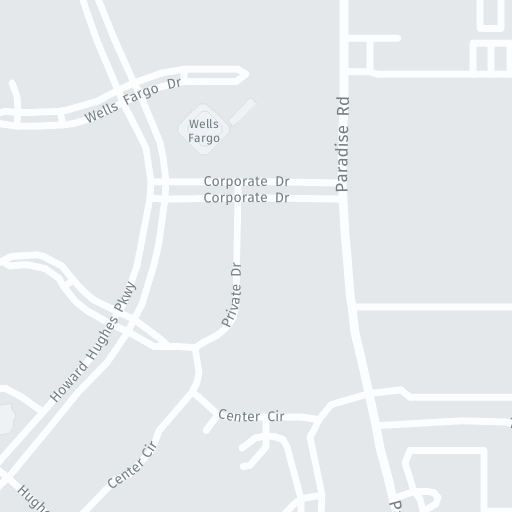 Wells Fargo Dr
Wells
Fargo
Paradise Rd
Corporate Dr
Corporate Dr
Private Dr
Howard Hughes Pkwy
Center Cir
Center Cir
Hughes